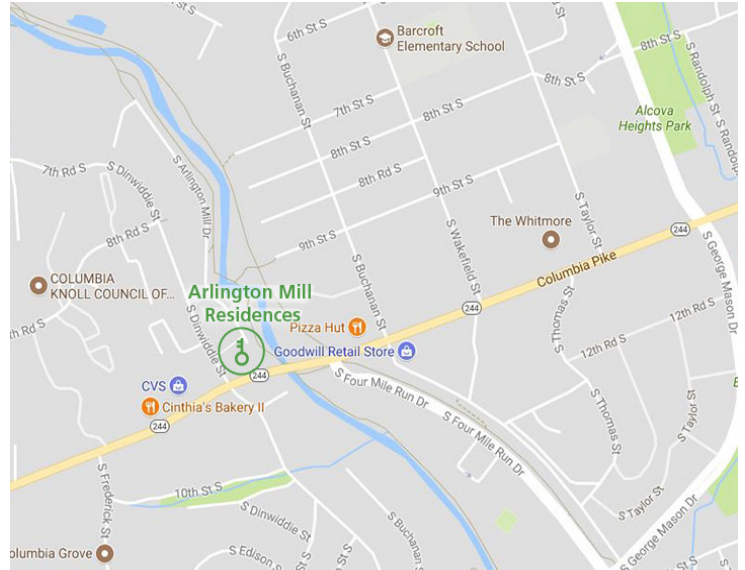 6th St S
Barcroft
Elementary School
8th St S
S Randolph St
S Randolph St
S Buchanan St
7th St S
8th St S
8th St S
Alcova
Heights Park
8th St S
8th Rd S
7th Rd S
S Dinwiddie St
S Arlington Mill Dr
9th St S
S Taylor St
8th Rd S
9th St S
The Whitmore
244
S Wakefield St
S George Mason Dr
Columbia Pike
COLUMBIA
KNOLL COUNCIL OF...
S Buchanan St
Arlington Mill
Residences
244
th Rd S
Pizza Hut
S Thomas St
12th Rd S
S Dinwiddie St
Goodwill Retail Store
12th Rd S
244
CVS
S Four Mile Run Dr
Cinthia's Bakery II
S Thomas St
S Taylor St
244
S Four Mile Run Dr
10th St S
S Frederick St
S Dinwiddie St
S Buchanan S
S Taylor St
S George Mason Dr
olumbia Grove
S Edison S